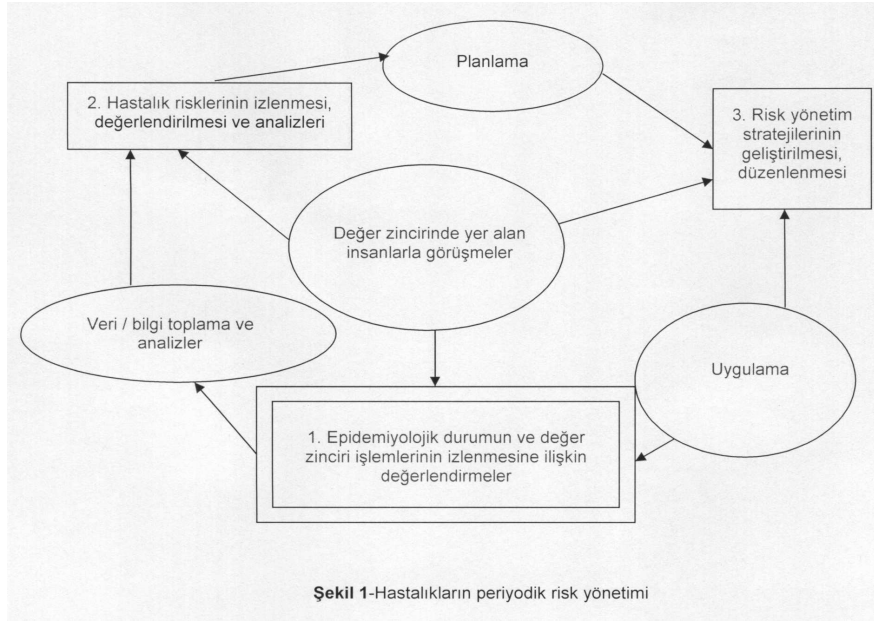 Planlama
2. Hastalık risklerinin izlenmesi,
değerlendirilmesi ve analizleri
3. Risk yönetim
stratejilerinin
geliştirilmesi,
düzenlenmesi
Değer zincirinde yer alan
insanlarla görüşmeler
Veri / bilgi toplama ve
analizler
Uygulama
1. Epidemiyolojik durumun ve değer
zinciri işlemlerinin izlenmesine ilişkin
değerlendirmeler
Şekil 1-Hastalıkların periyodik risk yönetimi